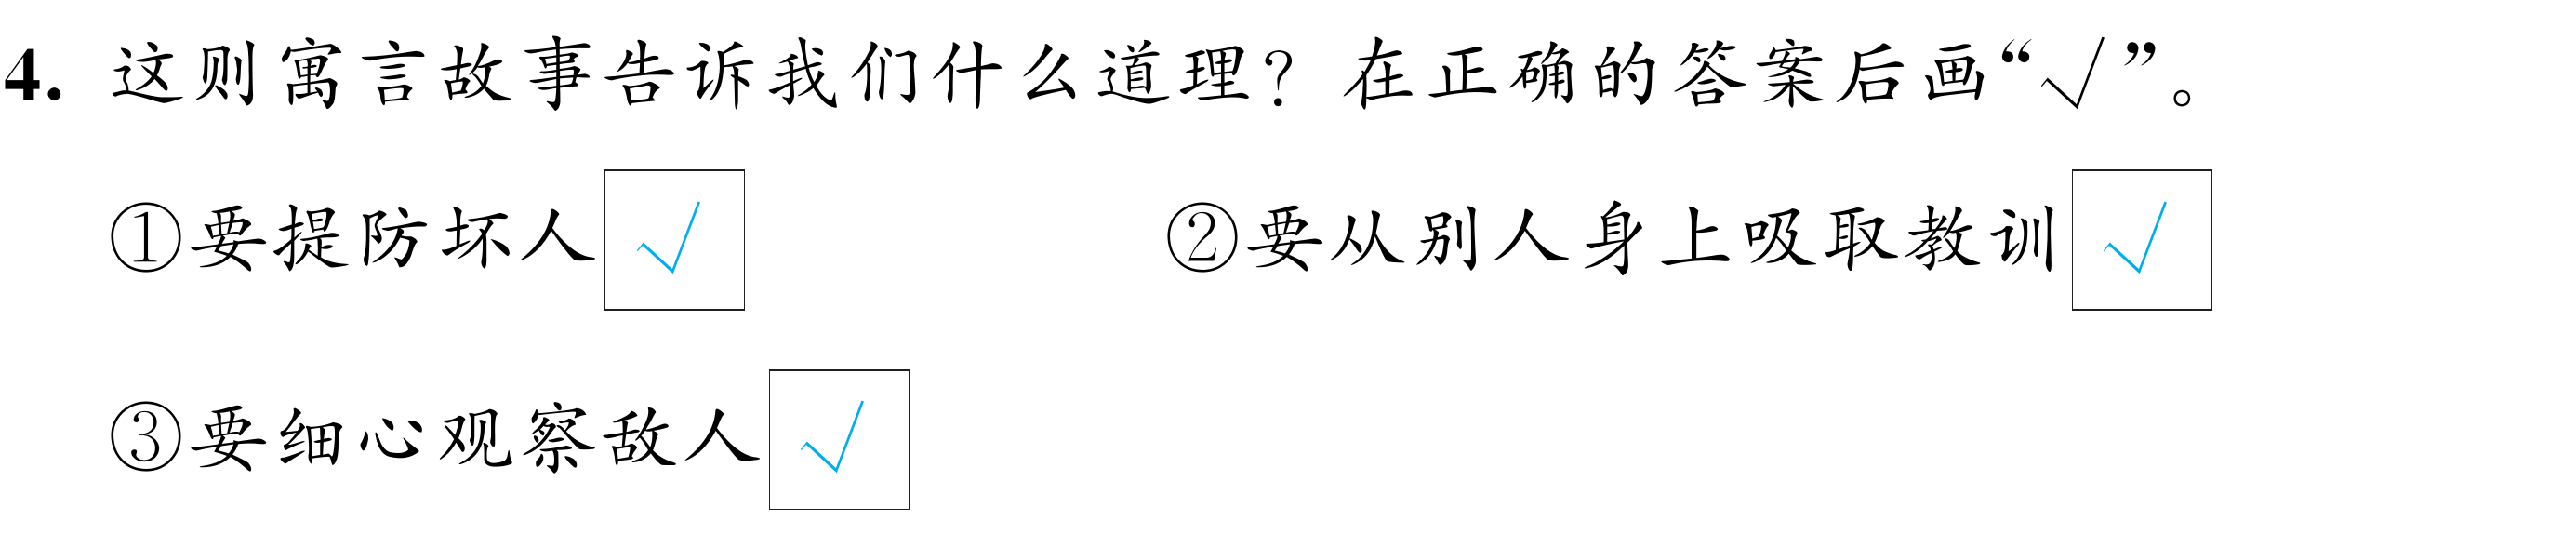 4. 这则寓言故事告诉我们什么道理？在正确的答案后画“√”。
①要提防坏人√ ②要从别人身上吸取教训√
③要细心观察敌人√